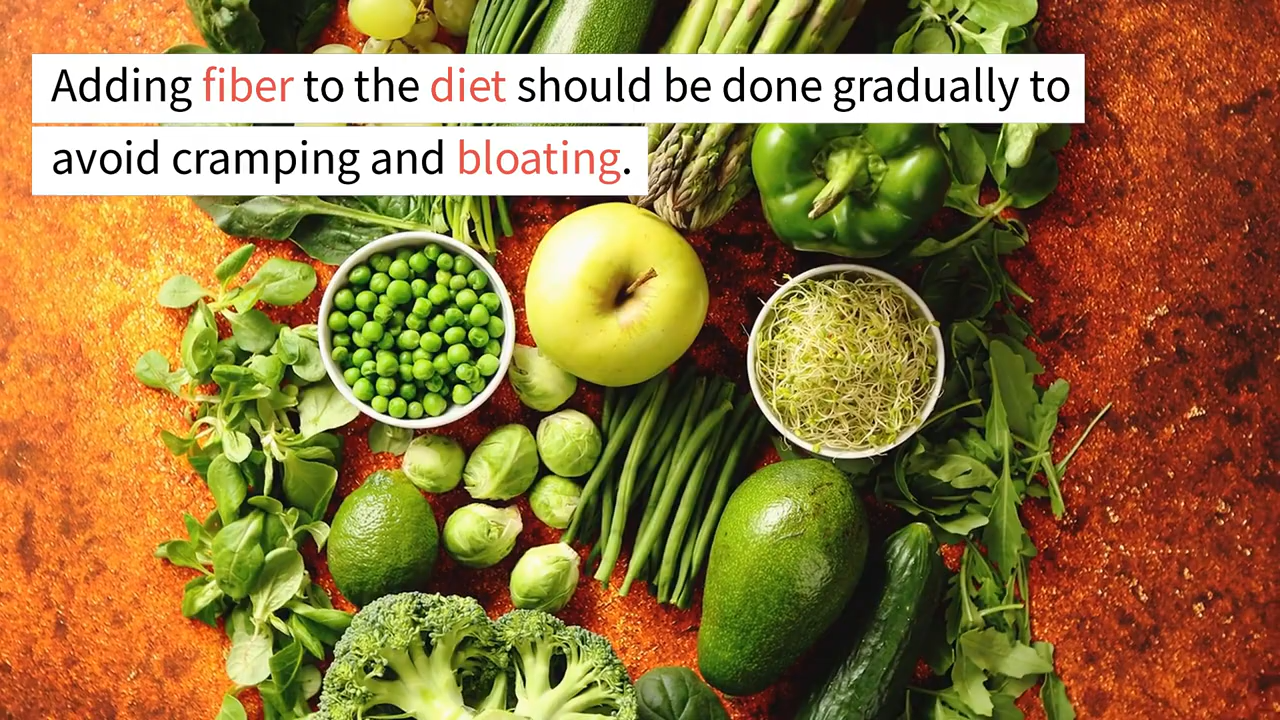 Adding fiber to the diet should be done gradually to
avoid cramping and bloating.